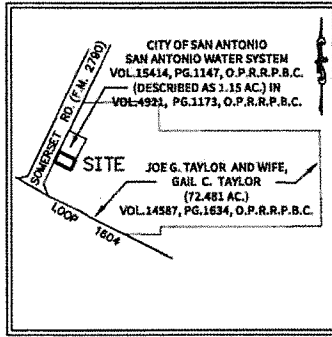 CITY OF SAN ANTONIO
SAN ANTONIO WATER SYSTEM
VOL.15414, PG.1147, O.P.R.R.P.B.C.
(DESCRIBED AS 1.15 AC.) IN
VOL.4921, PG.1173, O.P.R.R.P.B.C.
SOMERSET RD. (F.M. 2790)
SITE
JOE G. TAYLOR AND WIFE,
GAIL C. TAYLOR
(72.481 AC.)
VOL.14587, PG.1634, O.P.R.R.P.B.C.
LOOP 1604